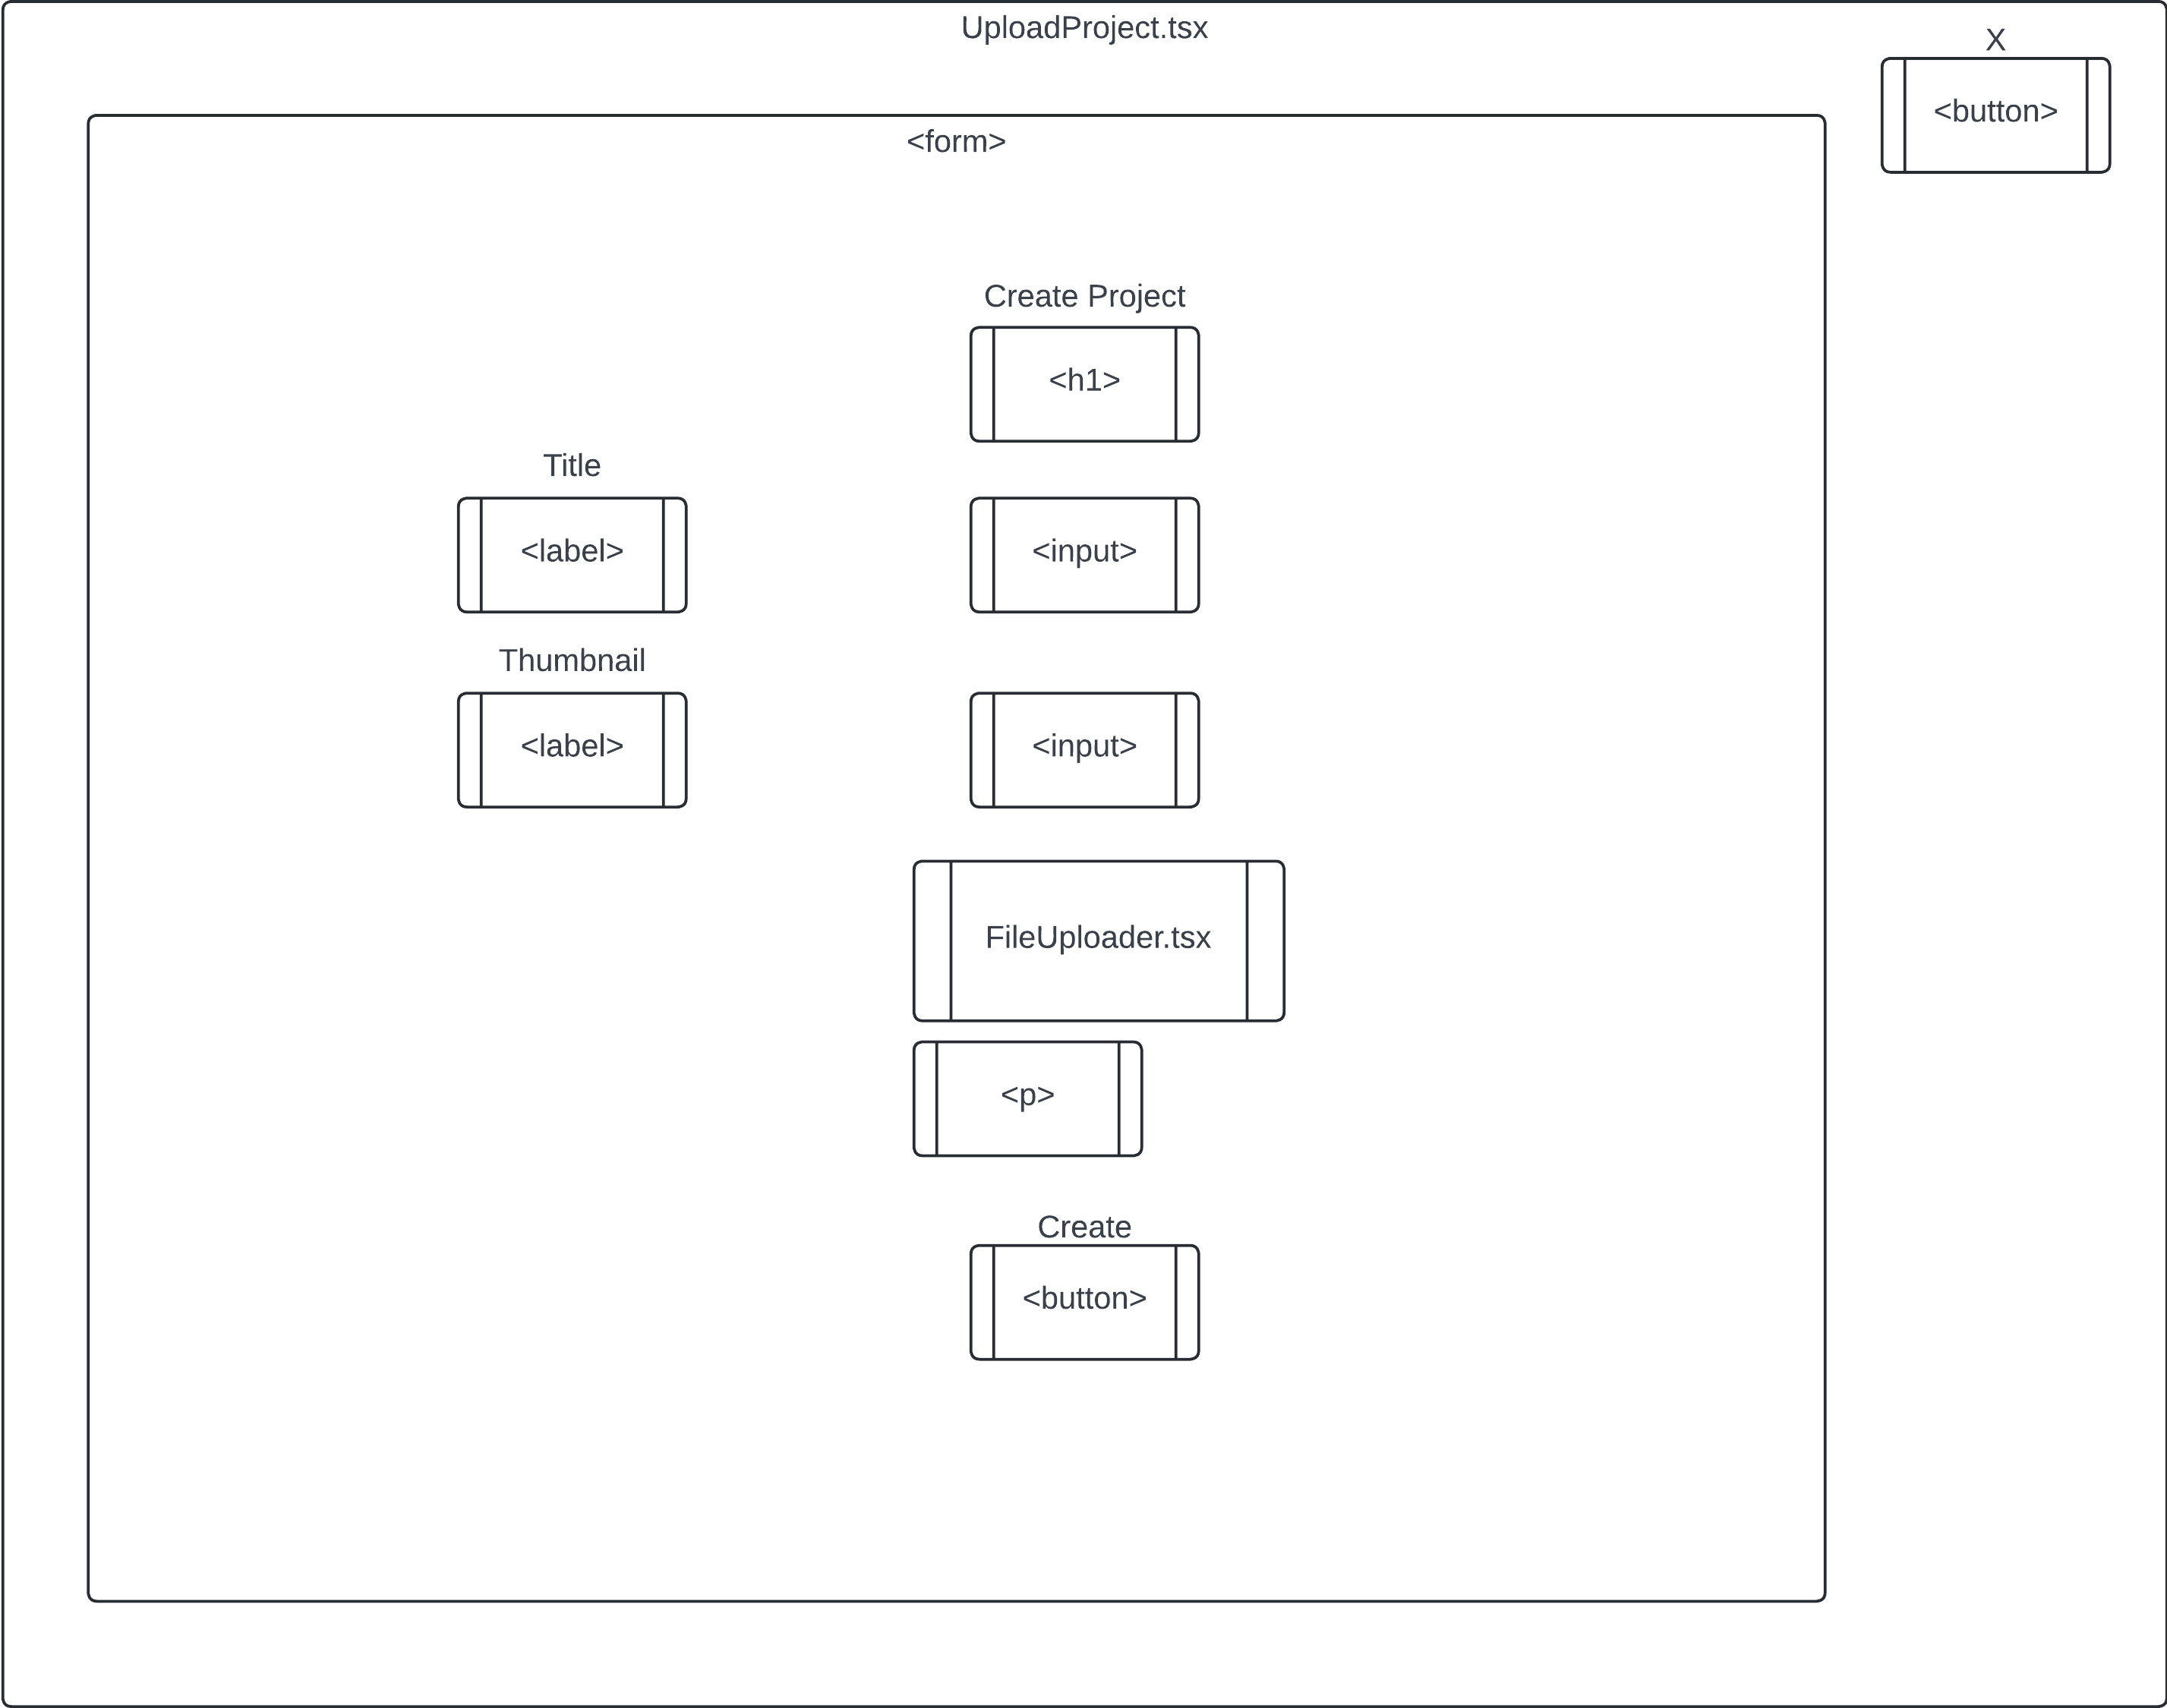 UploadProject.tsx
X
<button>
<form>
Create Project
<h1>
Title
<label>
<input>
Thumbnail
<label>
<input>
FileUploader.tsx
<p>
Create
<button>